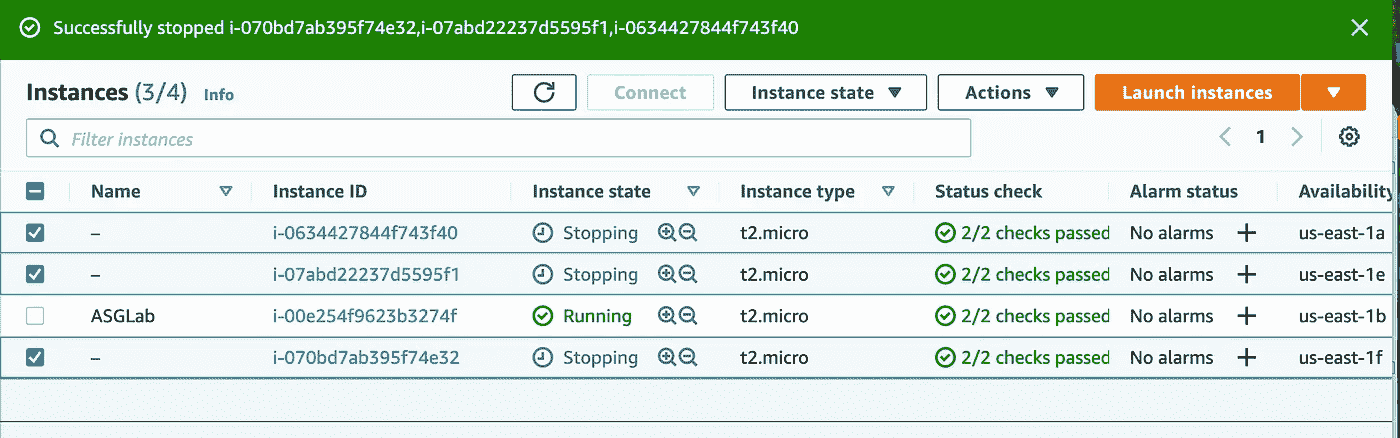 Successfully stopped i-070bd7ab395f74e32,i-07abd22237d5595f1,i-0634427844f743f40
Instances (3/4) Info Connect Instance state Actions Launch instances
Filter instances 1
Name Instance ID Instance state Instance type Status check Alarm status Availability
– i-0634427844f743f40 Stopping t2.micro 2/2 checks passed No alarms + us-east-1a
– i-07abd22237d5595f1 Stopping t2.micro 2/2 checks passed No alarms + us-east-1e
ASGLab i-00e254f9623b3274f Running t2.micro 2/2 checks passed No alarms + us-east-1b
– i-070bd7ab395f74e32 Stopping t2.micro 2/2 checks passed No alarms + us-east-1f